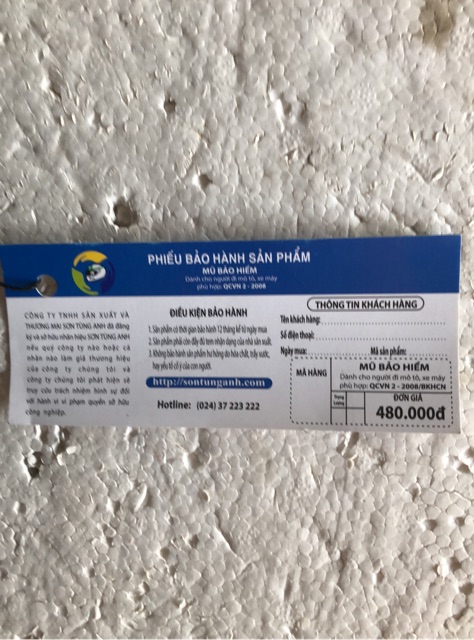 PHIẾU BẢO HÀNH SẢN PHẨM
MŨ BẢO HIỂM
Dành cho người đi mô tô, xe máy
phù hợp: QCVN 2 - 2008
CÔNG TY TNHH SẢN XUẤT VÀ
THƯƠNG MẠI SƠN TÙNG ANH đã đăng
ký và sở hữu nhãn hiệu SƠN TÙNG ANH
nếu quý công ty nào hoặc cá
nhân nào làm giả thương hiệu
của công ty chúng tôi và
công ty chúng tôi phát hiện sẽ
truy cứu trách nhiệm hình sự đối
với hành vi vi phạm quyền sở hữu
công nghiệp.
ĐIỀU KIỆN BẢO HÀNH
1. Sản phẩm có thời gian bảo hành 12 tháng kể từ ngày mua
2. Sản phẩm phải còn đầy đủ tem nhận dạng của nhà sản xuất.
3. Không bảo hành sản phẩm hư hỏng do hóa chất, trầy xước,
hay yếu tố cố ý của con người.
http://sontunganh.com
Hotline: (024) 37 223 222
THÔNG TIN KHÁCH HÀNG
Tên khách hàng:
Số điện thoại:
Ngày mua: Mã sản phẩm:
MÃ HÀNG
MŨ BẢO HIỂM
Dành cho người đi mô tô, xe máy
phù hợp: QCVN 2 - 2008/BKHCN
Trọng lượng
ĐƠN GIÁ
480.000đ